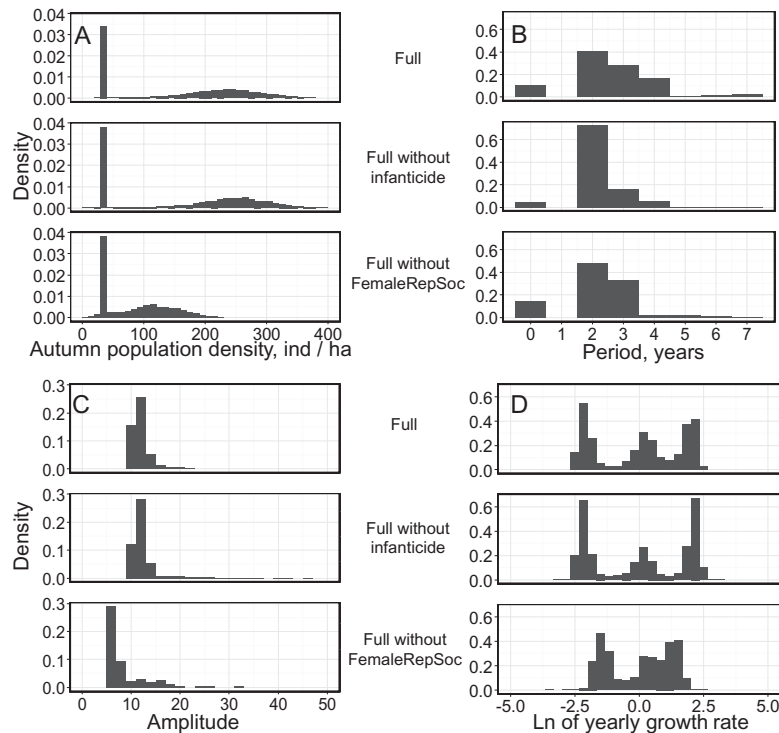 A
0.04
0.03
0.02
0.01
0.00
Full
B
0.6
0.4
0.2
0.0
Density
0.04
0.03
0.02
0.01
0.00
Full without
infanticide
0.6
0.4
0.2
0.0
0.04
0.03
0.02
0.01
0.00
Full without
FemaleRepSoc
0.6
0.4
0.2
0.0
0 100 200 300 400
Autumn population density, ind / ha
0 1 2 3 4 5 6 7
Period, years
C
0.3
0.2
0.1
0.0
Full
D
0.6
0.4
0.2
0.0
Density
0.3
0.2
0.1
0.0
Full without
infanticide
0.6
0.4
0.2
0.0
0.3
0.2
0.1
0.0
Full without
FemaleRepSoc
0.6
0.4
0.2
0.0
0 10 20 30 40 50
Amplitude
-5.0 -2.5 0.0 2.5 5.0
Ln of yearly growth rate